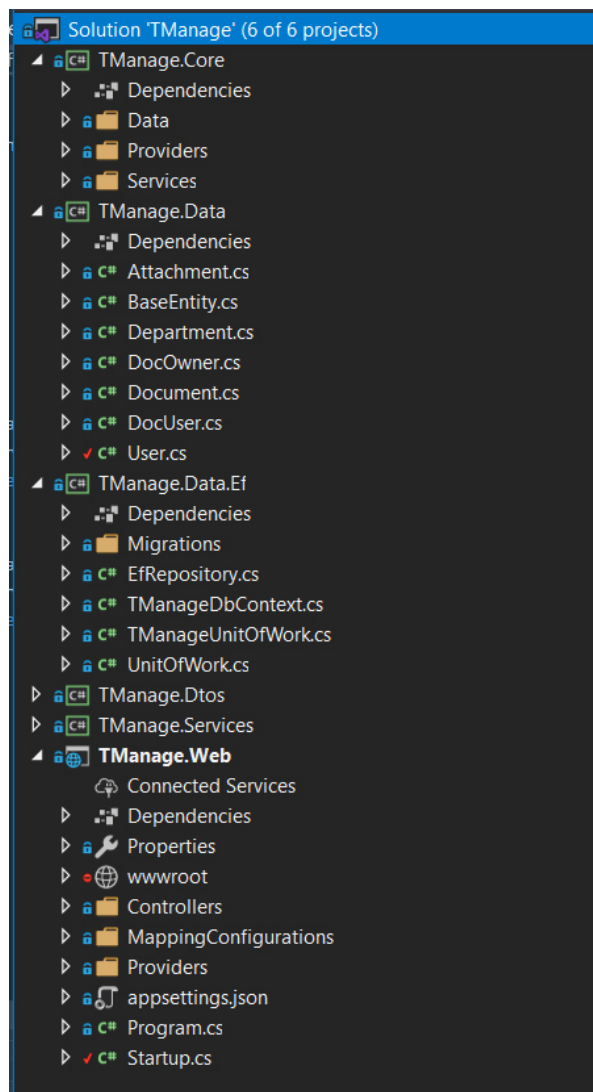 Solution 'TManage' (6 of 6 projects)
C# TManage.Core
Dependencies
Data
Providers
Services
C# TManage.Data
Dependencies
C# Attachment.cs
C# BaseEntity.cs
C# Department.cs
C# DocOwner.cs
C# Document.cs
C# DocUser.cs
C# User.cs
C# TManage.Data.Ef
Dependencies
Migrations
C# EfRepository.cs
C# TManageDbContext.cs
C# TManageUnitOfWork.cs
C# UnitOfWork.cs
C# TManage.Dtos
C# TManage.Services
TManage.Web
Connected Services
Dependencies
Properties
wwwroot
Controllers
MappingConfigurations
Providers
appsettings.json
C# Program.cs
C# Startup.cs